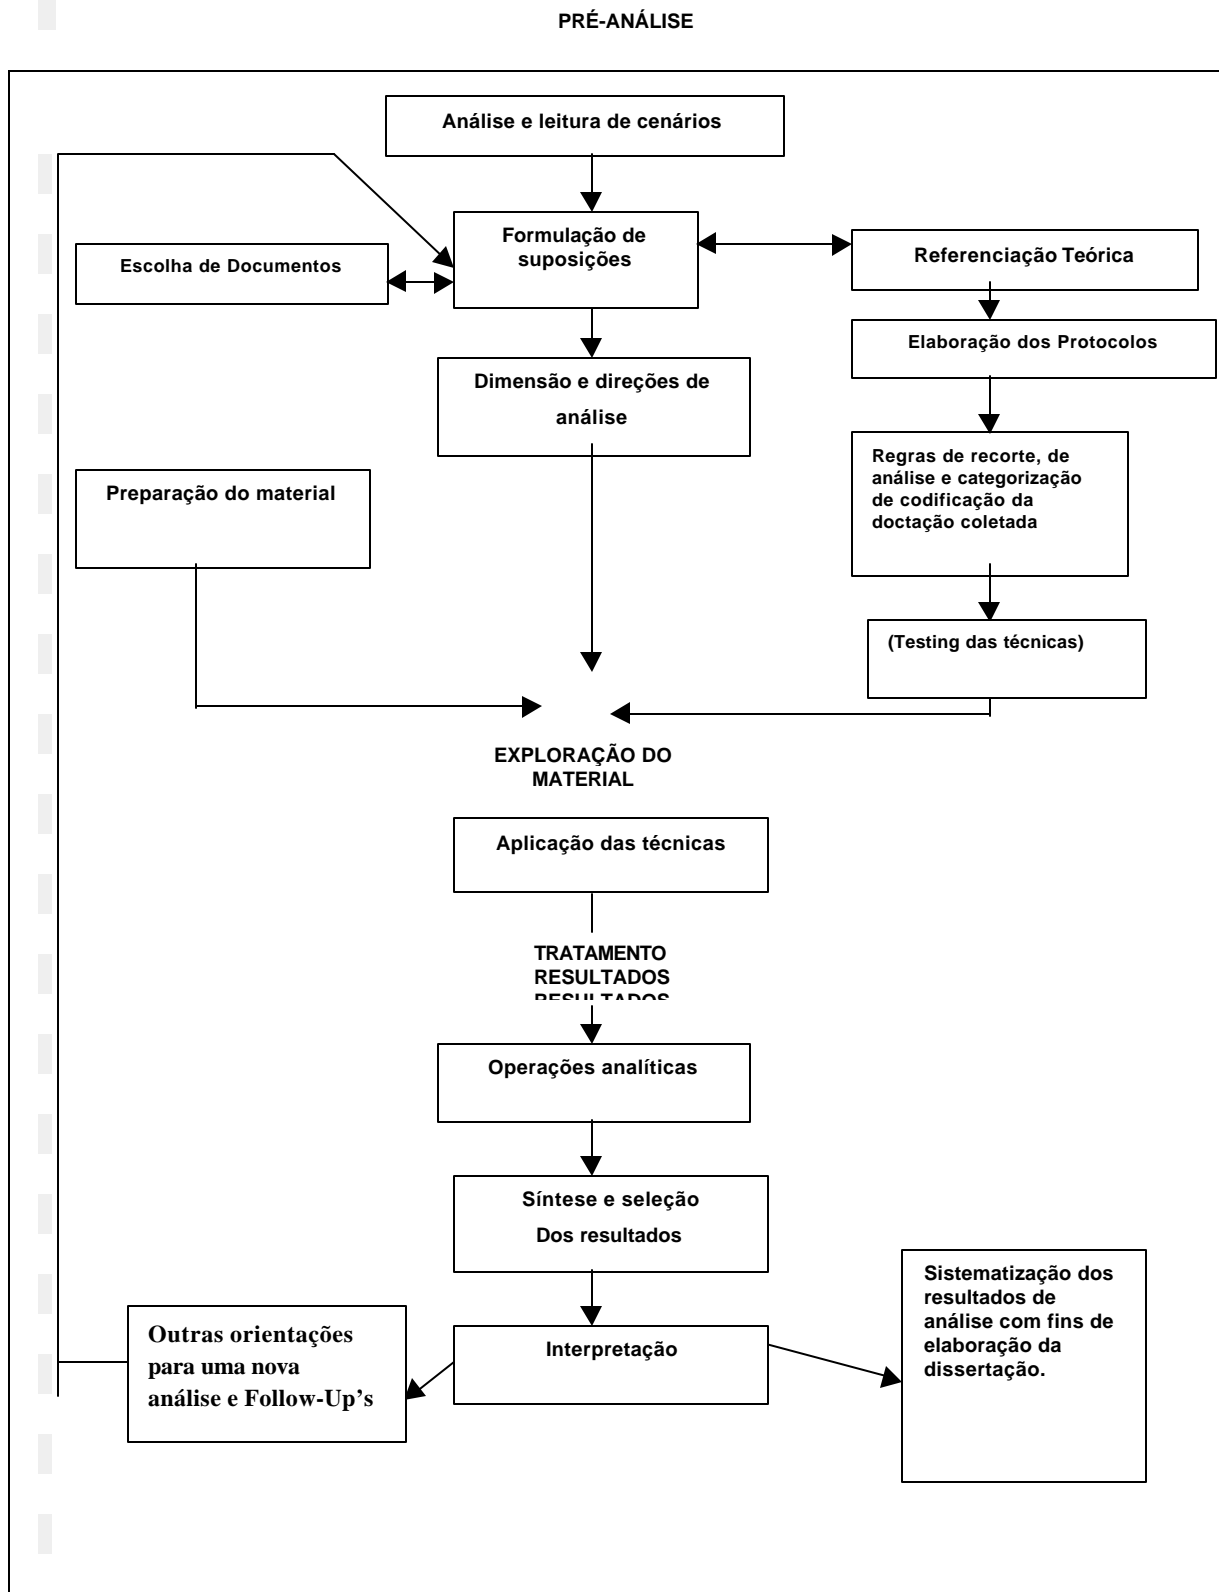 PRÉ-ANÁLISE
Análise e leitura de cenários
Formulação de
suposições
Escolha de Documentos
Referenciação Teórica
Elaboração dos Protocolos
Dimensão e direções de
análise
Regras de recorte, de
análise e categorização
de codificação da
doctação coletada
Preparação do material
(Testing das técnicas)
EXPLORAÇÃO DO
MATERIAL
Aplicação das técnicas
TRATAMENTO
RESULTADOS
RESULTADOS
Operações analíticas
Síntese e seleção
Dos resultados
Sistematização dos
resultados de
análise com fins de
elaboração da
dissertação.
Outras orientações
para uma nova
análise e Follow-Up’s
Interpretação